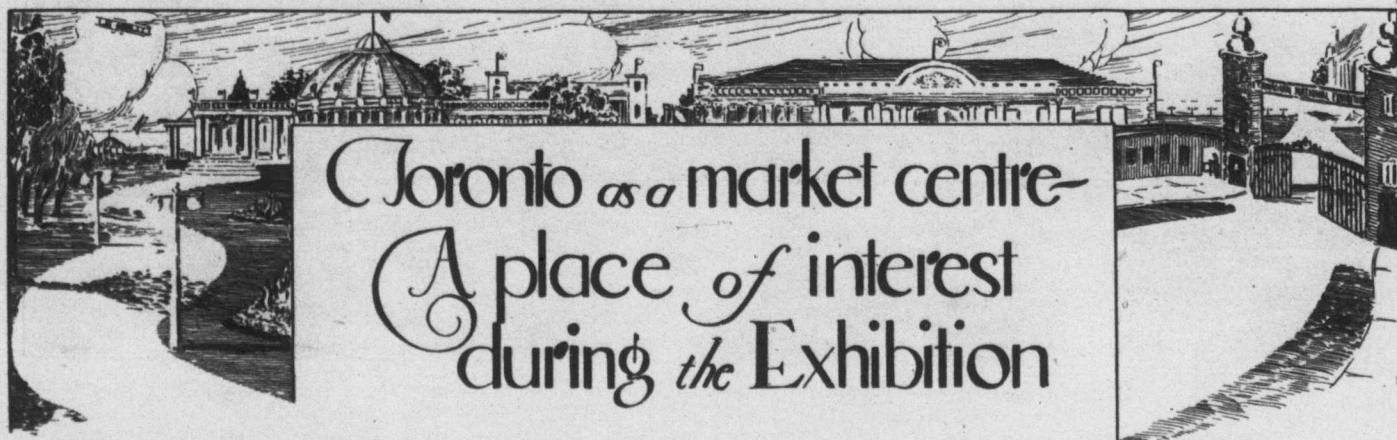 Toronto as a market centre-
A place of interest
during the Exhibition